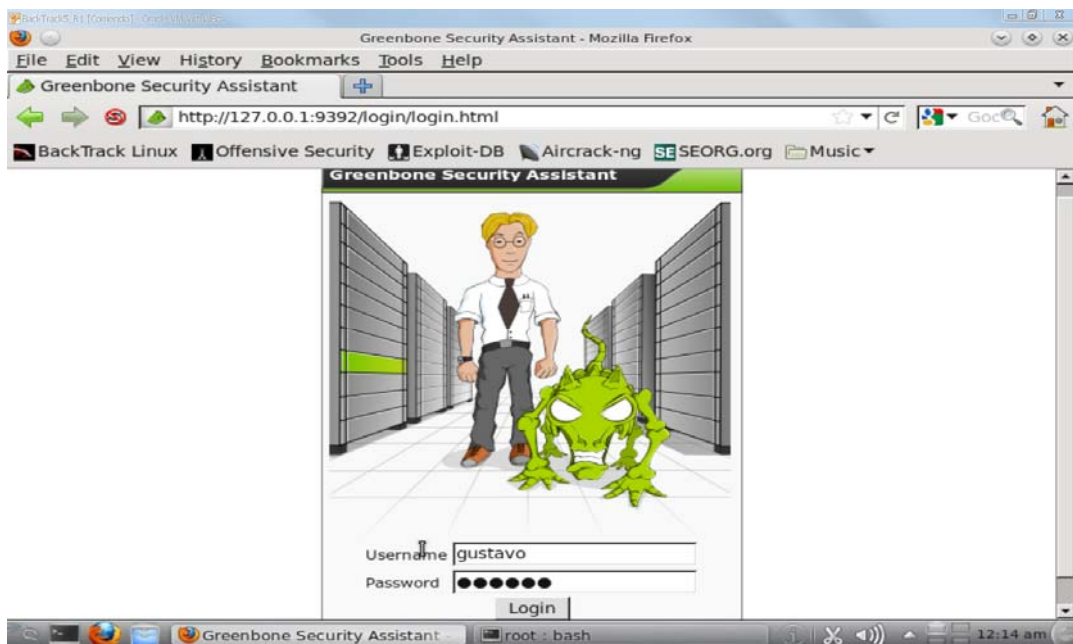 Greenbone Security Assistant - Mozilla Firefox
File Edit View History Bookmarks Tools Help
Greenbone Security Assistant
http://127.0.0.1:9392/login/login.html
BackTrack Linux Offensive Security Exploit-DB Aircrack-ng SE SEORG.org Music
Greenbone Security Assistant
Username gustavo
Password ●●●●●●
Login
Greenbone Security Assistant - root : bash 12:14 am